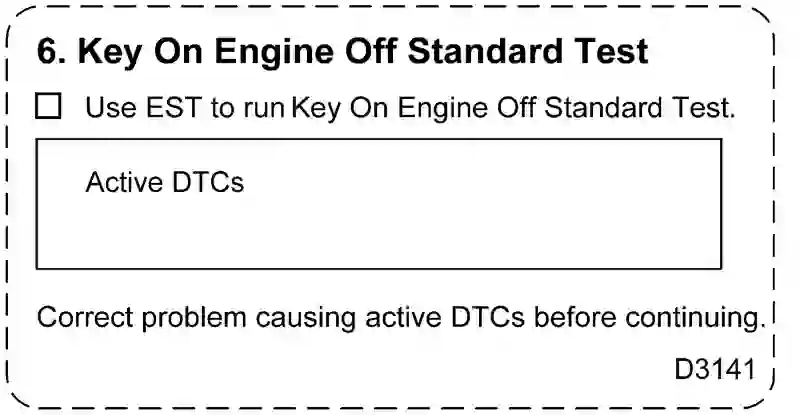 6. Key On Engine Off Standard Test
Use EST to run Key On Engine Off Standard Test.
Active DTCs
Correct problem causing active DTCs before continuing.
D3141